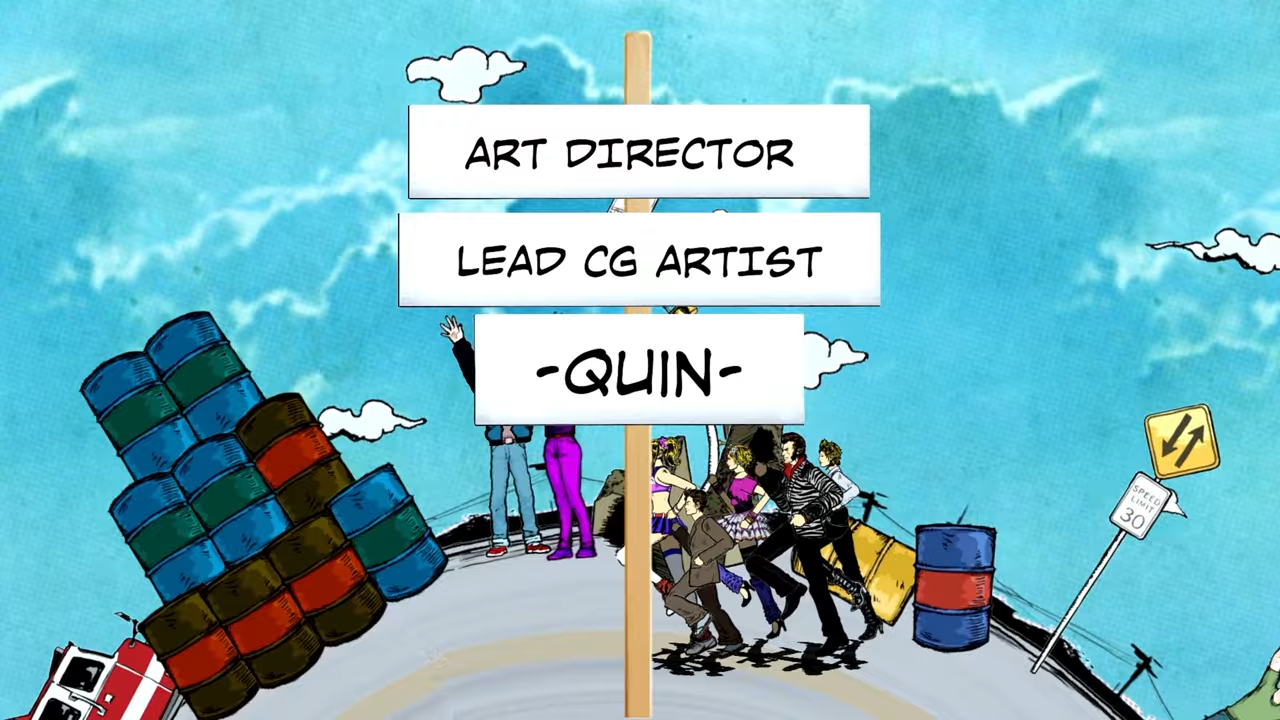 ART DIRECTOR
LEAD CG ARTIST
-QUIN-
SPEED
LIMIT
30